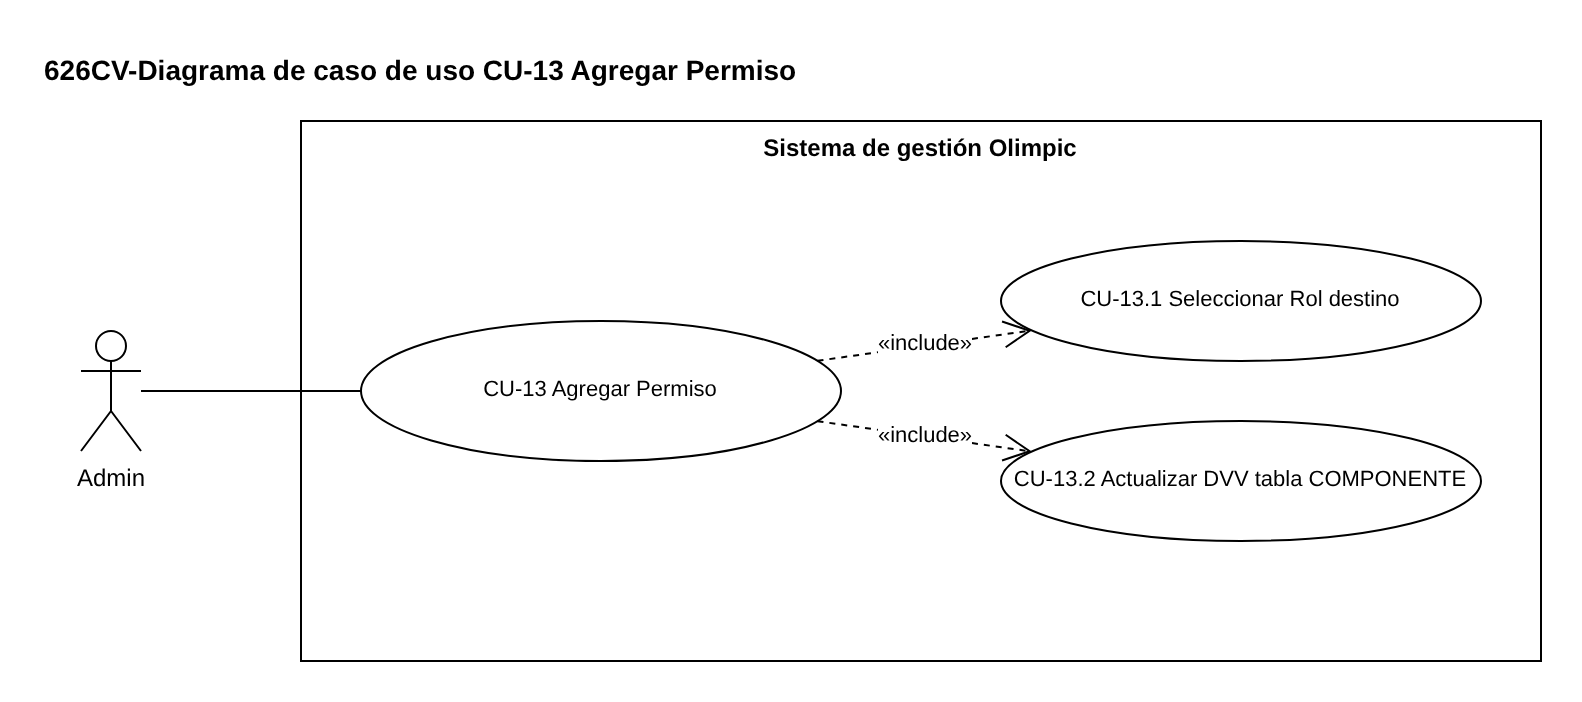 626CV-Diagrama de caso de uso CU-13 Agregar Permiso
Sistema de gestión Olimpic
CU-13.1 Seleccionar Rol destino
«include»
CU-13 Agregar Permiso
«include»
CU-13.2 Actualizar DVV tabla COMPONENTE
Admin